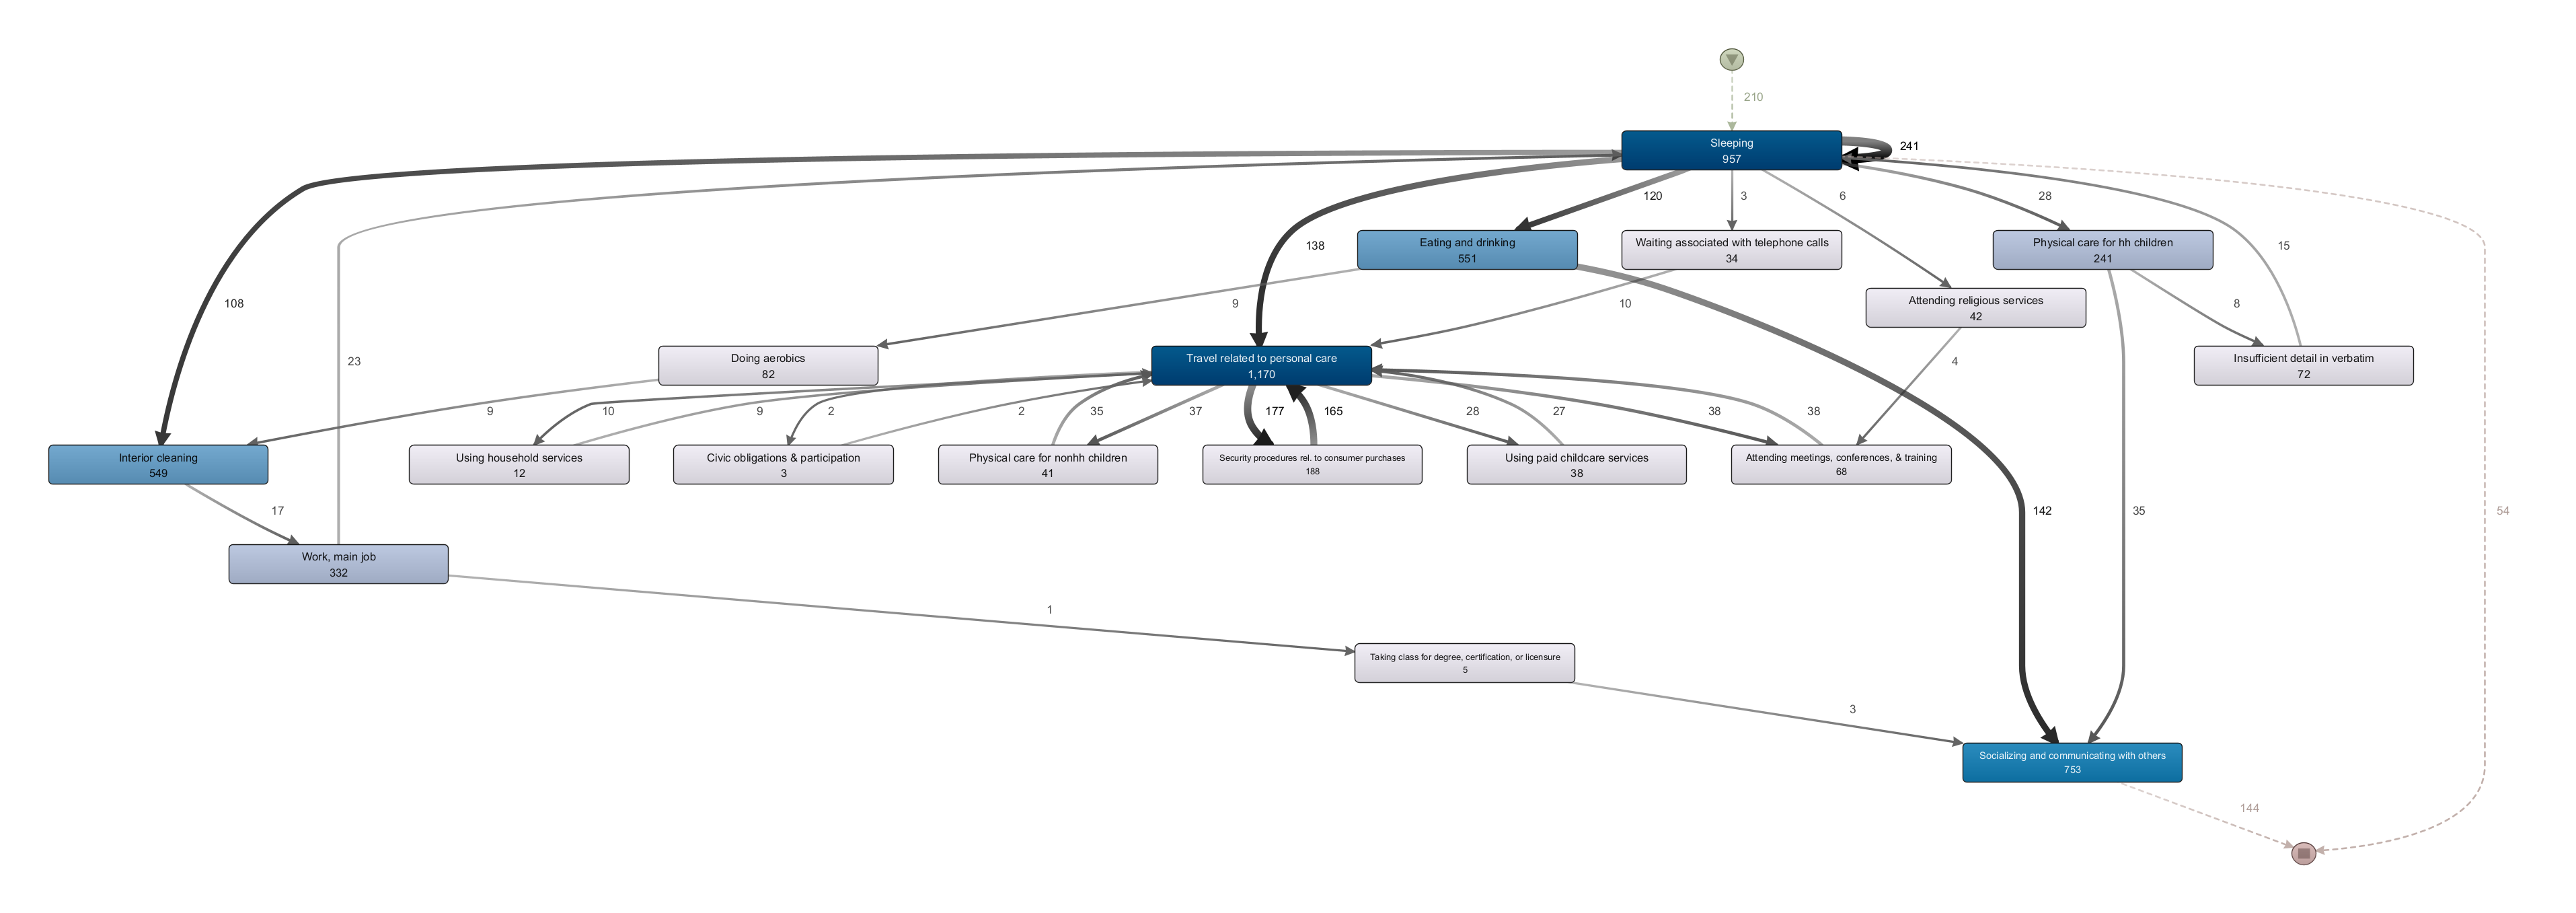 210
Sleeping
957
241
120
3
6
28
138
15
Eating and drinking
551
Waiting associated with telephone calls
34
Physical care for hh children
241
108
9
10
Attending religious services
42
8
23
Doing aerobics
82
Travel related to personal care
1,170
4
Insufficient detail in verbatim
72
9
10
9
2
2
35
37
177
165
28
27
38
38
Interior cleaning
549
Using household services
12
Civic obligations & participation
3
Physical care for nonhh children
41
Security procedures rel. to consumer purchases
188
Using paid childcare services
38
Attending meetings, conferences, & training
68
17
142
35
54
Work, main job
332
1
Taking class for degree, certification, or licensure
5
3
Socializing and communicating with others
753
144